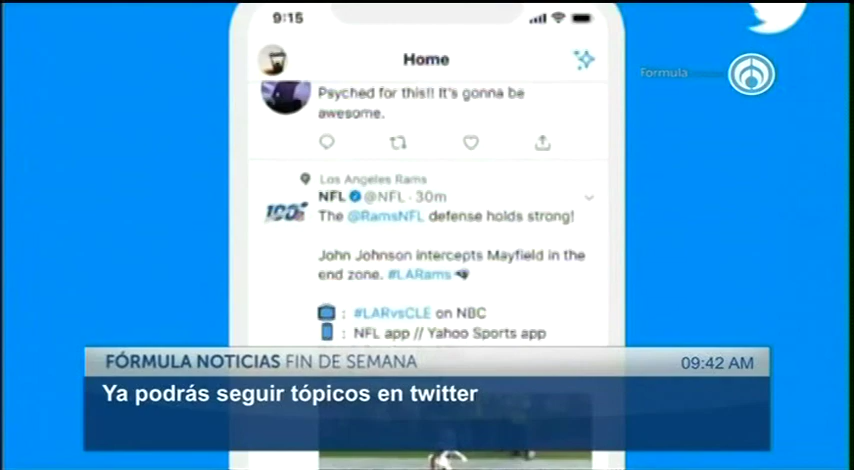 9:15
Home
Formula
Psyched for this!! It's gonna be
awesome.
Los Angeles Rams
NFL @NFL · 30m
100
The @RamsNFL defense holds strong!
John Johnson intercepts Mayfield in the
end zone. #LARams
: #LARvsCLE on NBC
: NFL app // Yahoo Sports app
FÓRMULA NOTICIAS FIN DE SEMANA
09:42 AM
Ya podrás seguir tópicos en twitter